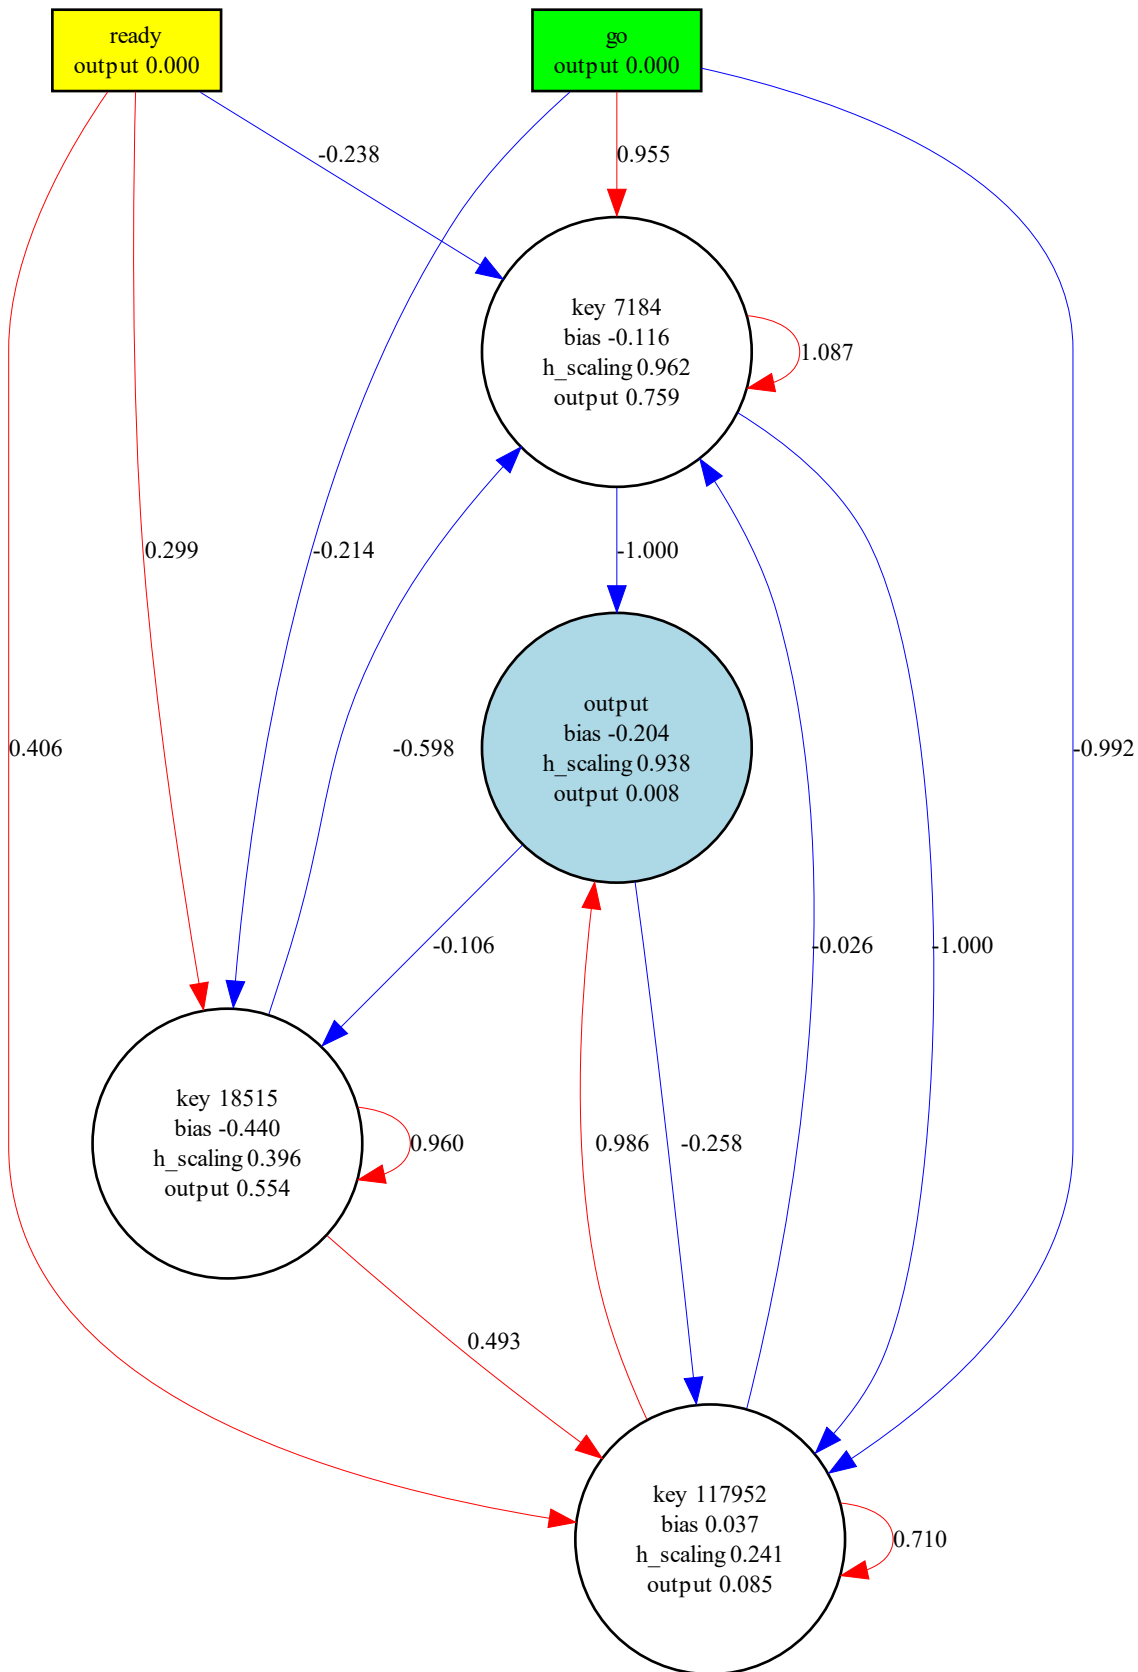 ready
output 0.000
go
output 0.000
-0.238
0.955
key 7184
bias -0.116
h_scaling 0.962
output 0.759
1.087
0.299
-0.214
-1.000
output
bias -0.204
h_scaling 0.938
output 0.008
0.406
-0.598
-0.992
-0.106
-0.026
-1.000
key 18515
bias -0.440
h_scaling 0.396
output 0.554
0.960
0.986
-0.258
0.493
key 117952
bias 0.037
h_scaling 0.241
output 0.085
0.710